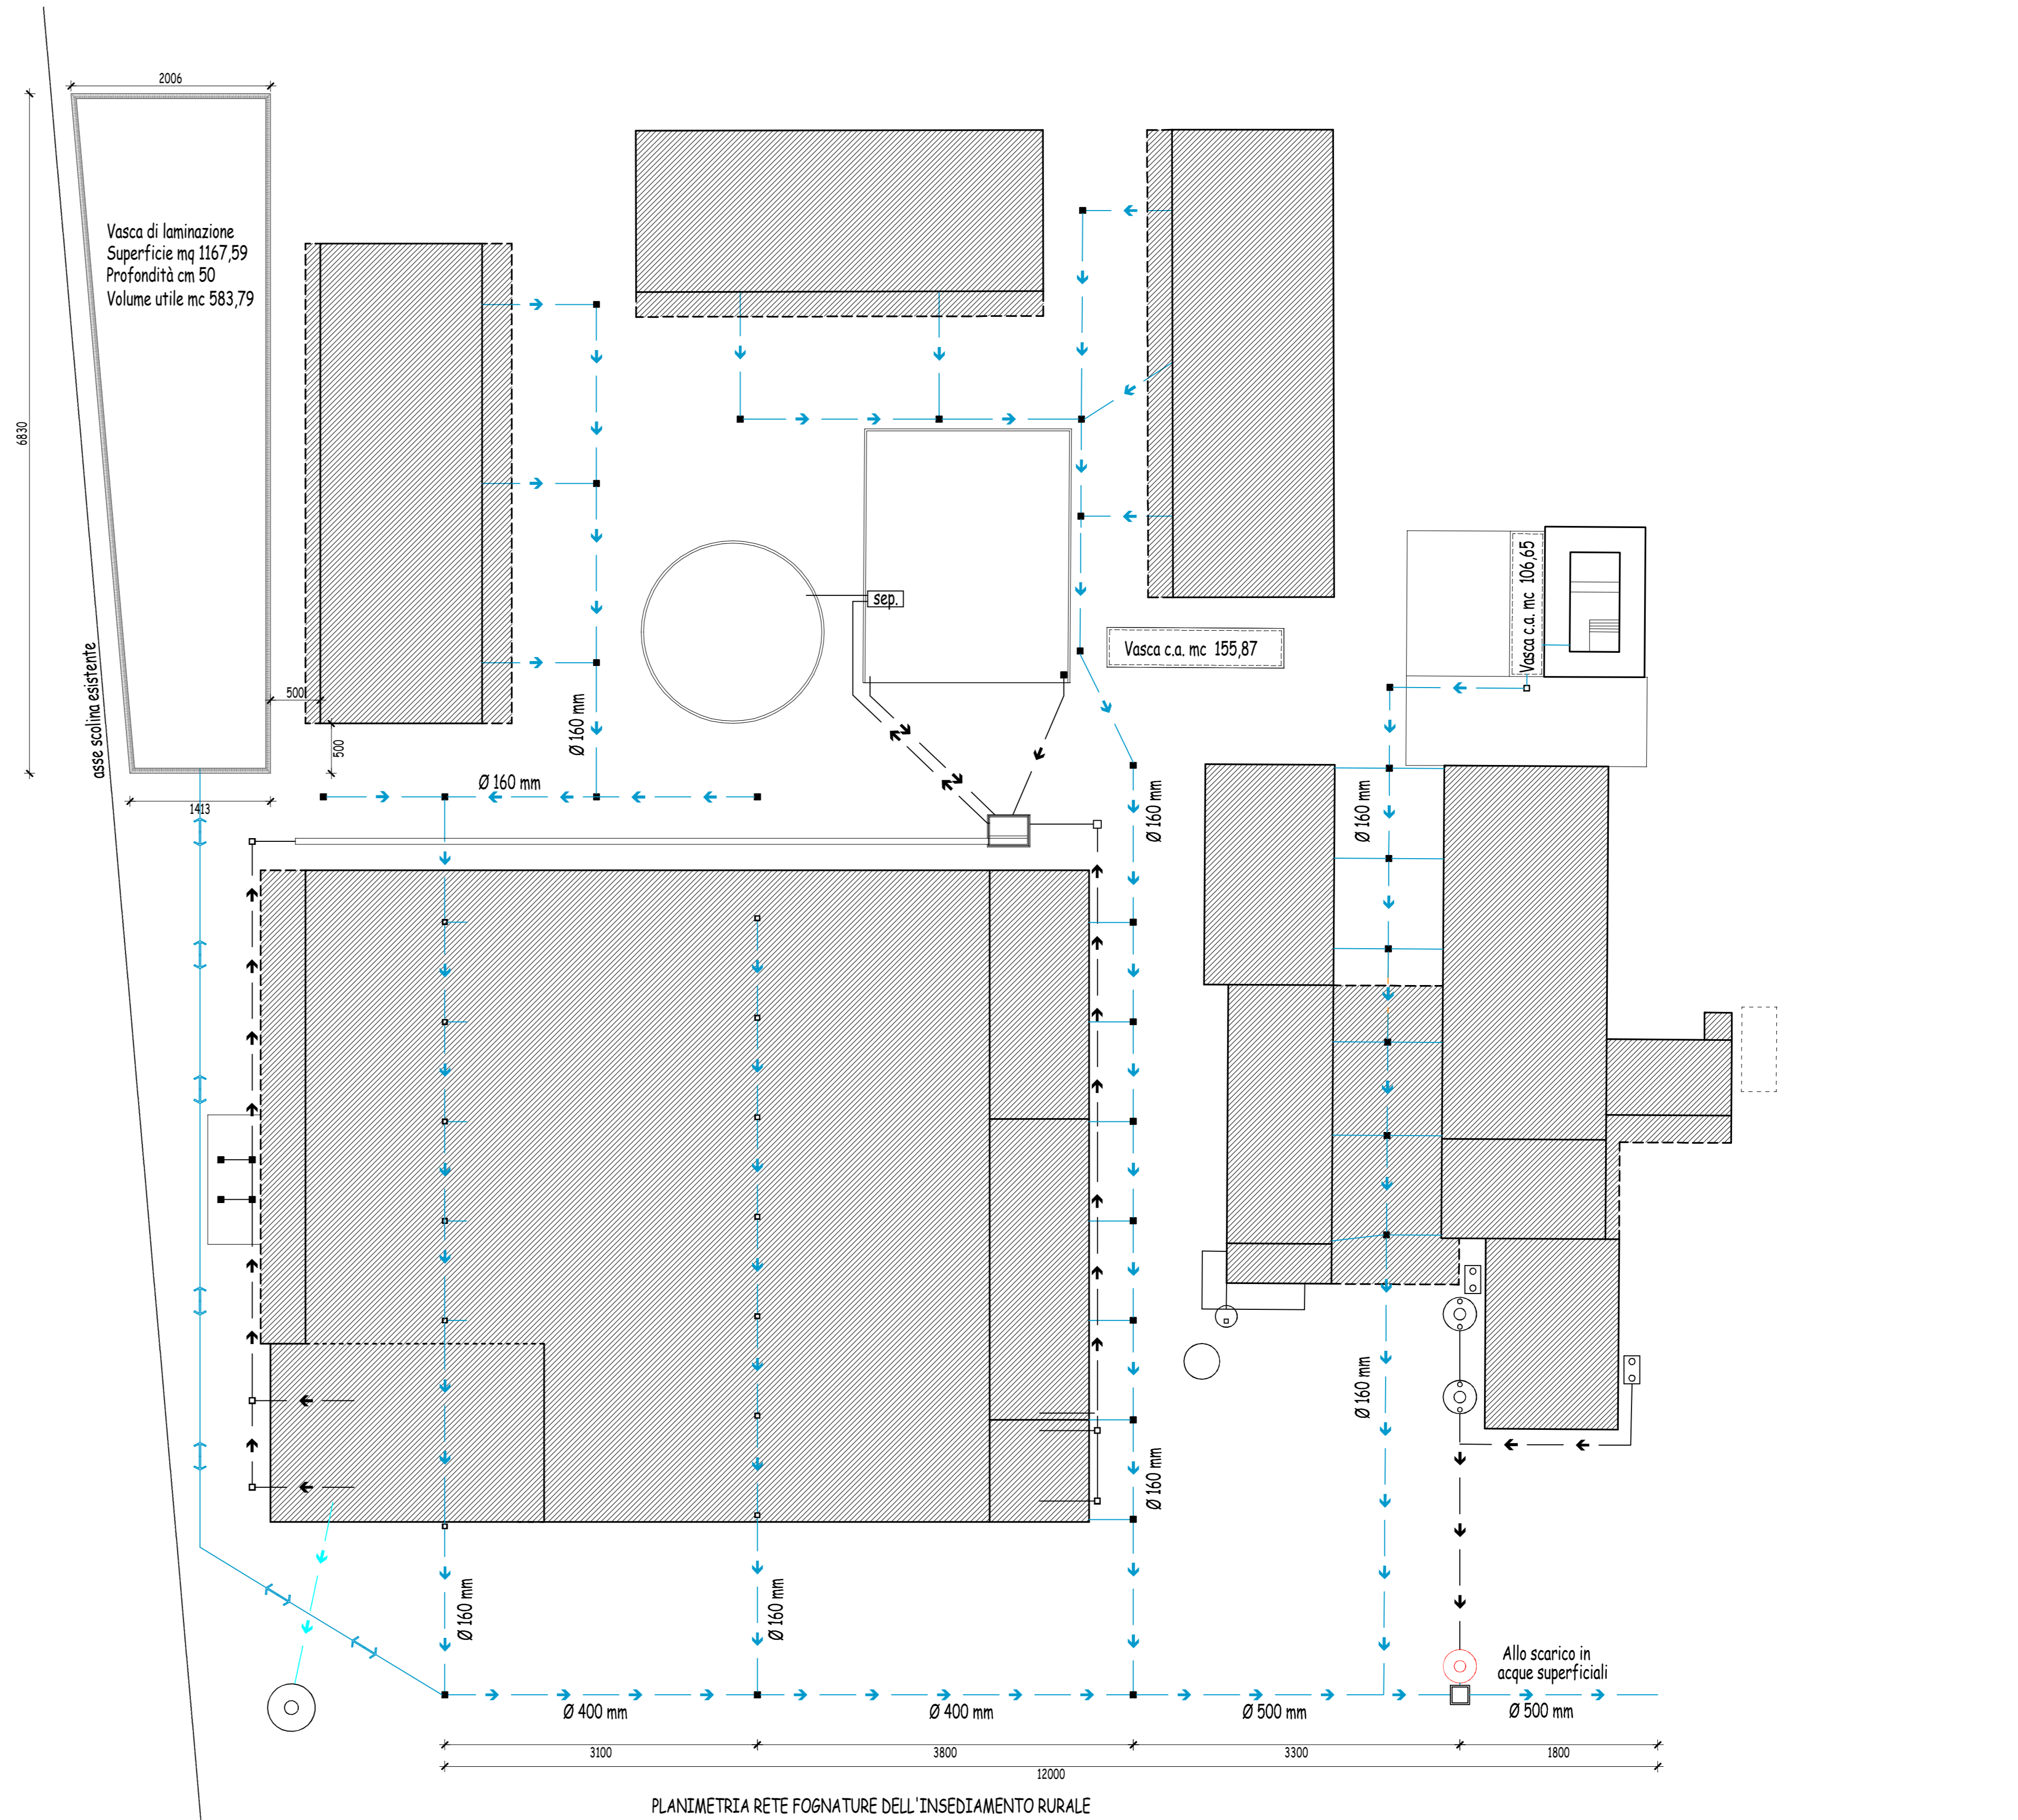 2006
Vasca di laminazione
Superficie mq 1167,59
Profondità cm 50
Volume utile mc 583,79
6830
asse scolina esistente
500
500
1413
Ø 160 mm
Ø 160 mm
sep.
Vasca c.a. mc 155,87
Vasca c.a. mc 106,65
Ø 160 mm
Ø 160 mm
Ø 160 mm
Ø 160 mm
Ø 160 mm
Ø 160 mm
Allo scarico in
acque superficiali
Ø 400 mm
Ø 400 mm
Ø 500 mm
Ø 500 mm
3100
3800
3300
1800
12000
PLANIMETRIA RETE FOGNATURE DELL'INSEDIAMENTO RURALE